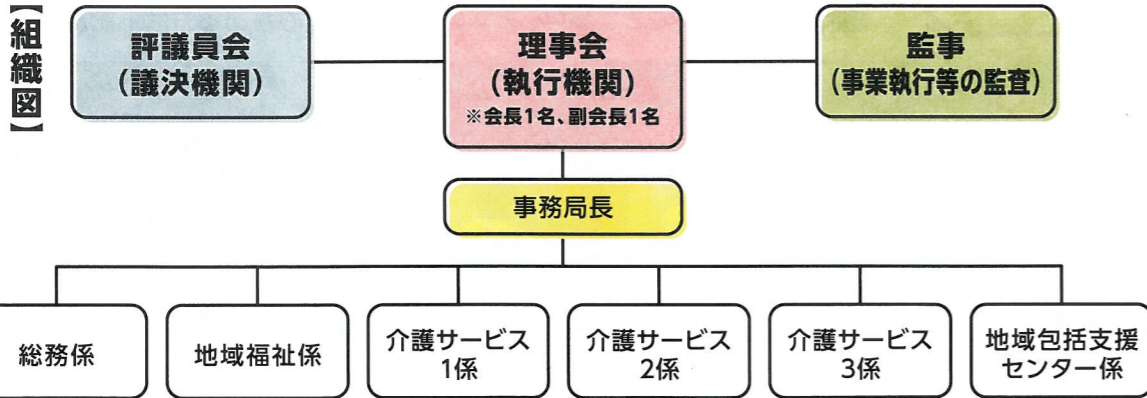 【組織図】
評議員会
(議決機関)
理事会
(執行機関)
※会長1名、副会長1名
監事
(事業執行等の監査)
事務局長
総務係
地域福祉係
介護サービス
1係
介護サービス
2係
介護サービス
3係
地域包括支援
センター係